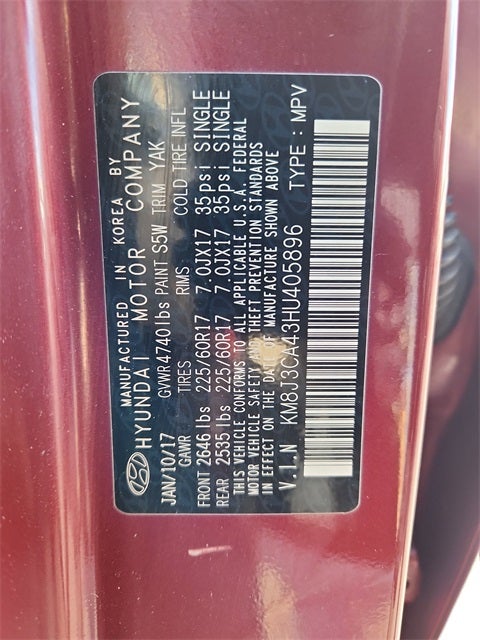 MANUFACTURED IN KOREA BY
HYUNDAI MOTOR COMPANY
JAN/10/17 GVWR 4740 lbs PAINT S5W TRIM YAK
GAWR TIRES RIMS COLD TIRE INFL
FRONT 2646 lbs 225/60R17 7.0JX17 35psi SINGLE
REAR 2535 lbs 225/60R17 7.0JX17 35psi SINGLE
THIS VEHICLE CONFORMS TO ALL APPLICABLE U.S.A. FEDERAL
MOTOR VEHICLE SAFETY AND THEFT PREVENTION STANDARDS
IN EFFECT ON THE DATE OF MANUFACTURE SHOWN ABOVE
V.I.N KM8J3CA43HU405896 TYPE : MPV